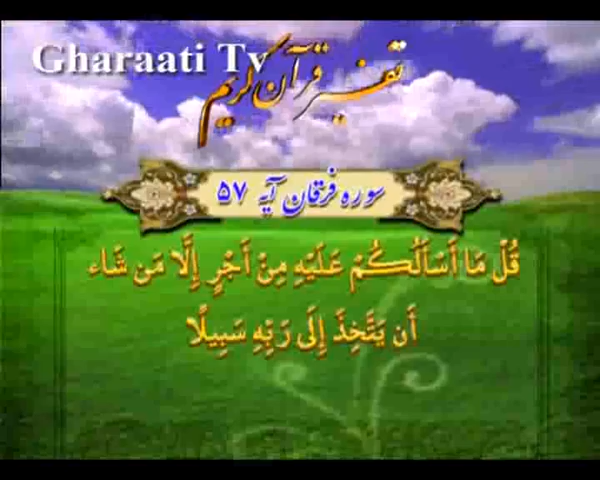 Gharaati Tv
تفسیر قرآن کریم
سوره فرقان آیه ۵۷
قُلْ مَا أَسْأَلُكُمْ عَلَيْهِ مِنْ أَجْرٍ إِلَّا مَن شَاء
أَن يَتَّخِذَ إِلَى رَبِّهِ سَبِيلًا